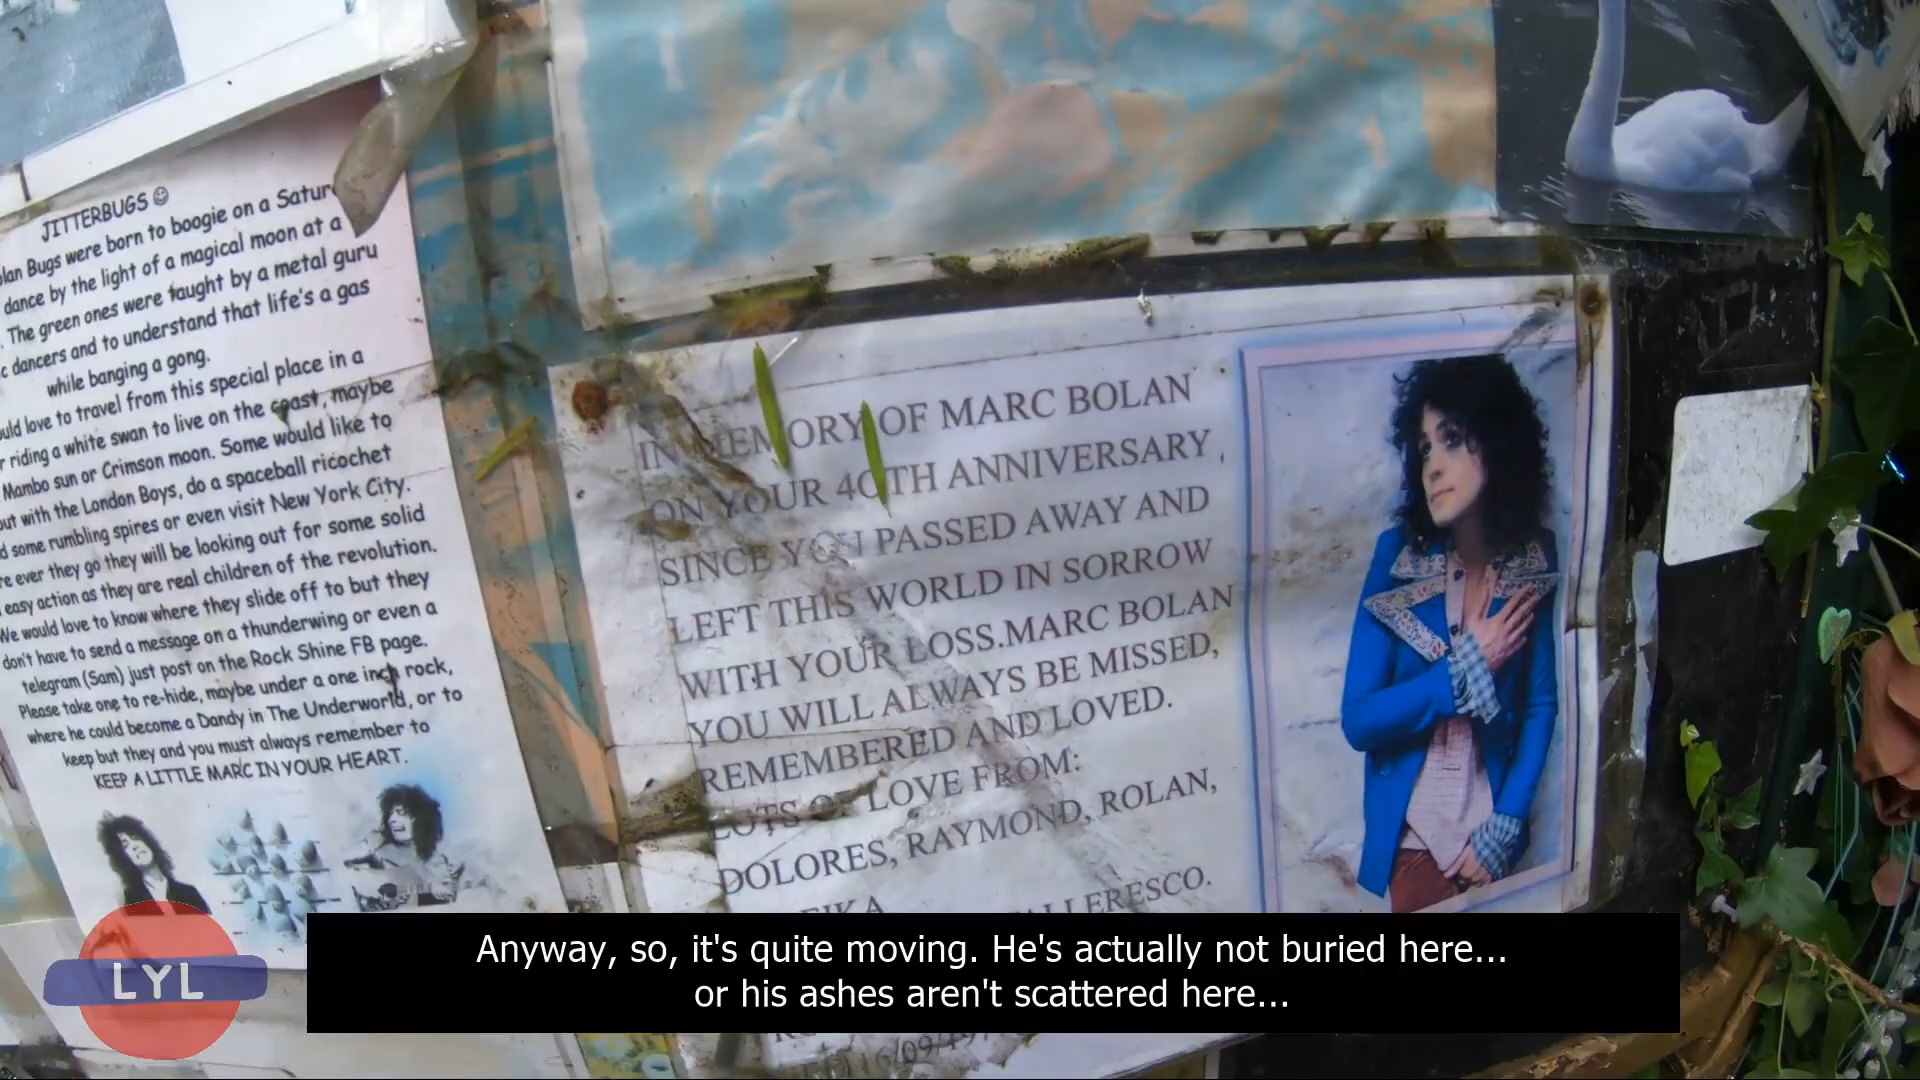 JITTERBUGS ☺
lan Bugs were born to boogie on a Satur
dance by the light of a magical moon at a
. The green ones were taught by a metal guru
c dancers and to understand that life's a gas
while banging a gong.
uld love to travel from this special place in a
r riding a white swan to live on the coast, maybe
Mambo sun or Crimson moon. Some would like to
out with the London Boys, do a spaceball ricochet
d some rumbling spires or even visit New York City.
re ever they go they will be looking out for some solid
easy action as they are real children of the revolution.
We would love to know where they slide off to but they
don't have to send a message on a thunderwing or even a
telegram (Sam) just post on the Rock Shine FB page.
Please take one to re-hide, maybe under a one inch rock,
where he could become a Dandy in The Underworld, or to
keep but they and you must always remember to
KEEP A LITTLE MARC IN YOUR HEART.
IN MEMORY OF MARC BOLAN
ON YOUR 40TH ANNIVERSARY,
SINCE YOU PASSED AWAY AND
LEFT THIS WORLD IN SORROW
WITH YOUR LOSS.MARC BOLAN
YOU WILL ALWAYS BE MISSED,
REMEMBERED AND LOVED.
LOTS OF LOVE FROM:
DOLORES, RAYMOND, ROLAN,
Anyway, so, it's quite moving. He's actually not buried here...
or his ashes aren't scattered here...
LYL